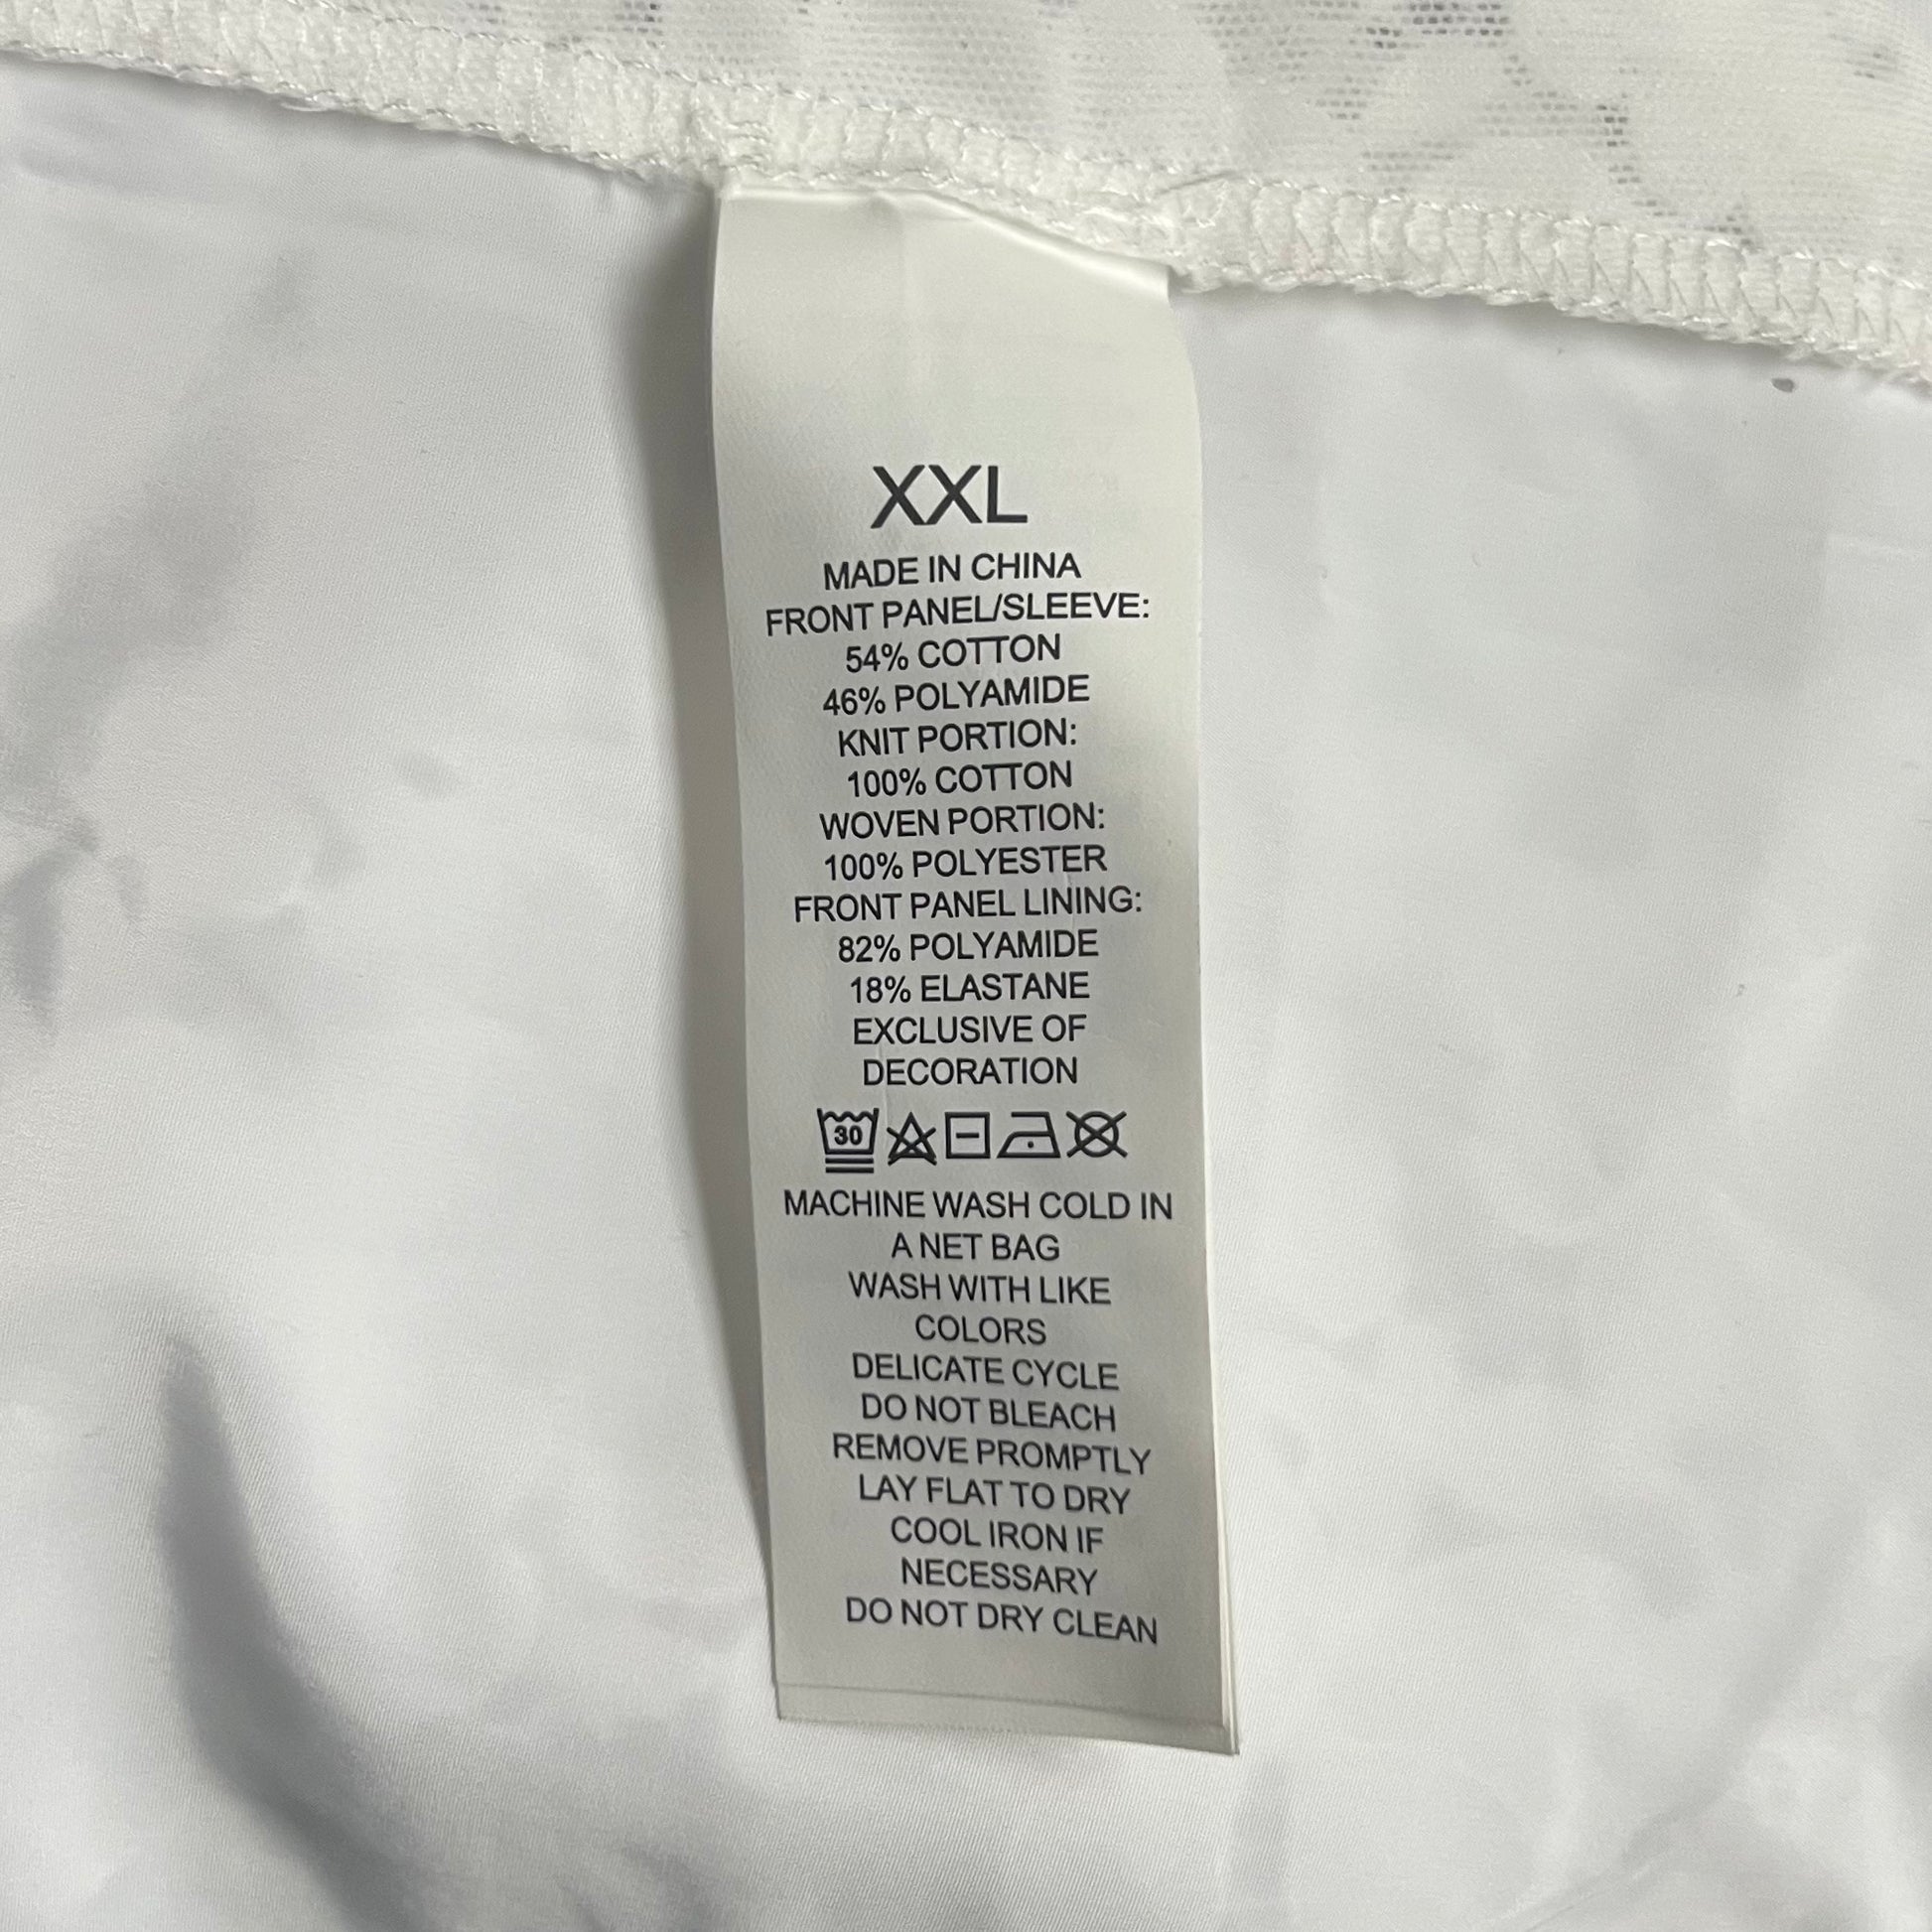 XXL
MADE IN CHINA
FRONT PANEL/SLEEVE:
54% COTTON
46% POLYAMIDE
KNIT PORTION:
100% COTTON
WOVEN PORTION:
100% POLYESTER
FRONT PANEL LINING:
82% POLYAMIDE
18% ELASTANE
EXCLUSIVE OF
DECORATION
30
MACHINE WASH COLD IN
A NET BAG
WASH WITH LIKE
COLORS
DELICATE CYCLE
DO NOT BLEACH
REMOVE PROMPTLY
LAY FLAT TO DRY
COOL IRON IF
NECESSARY
DO NOT DRY CLEAN